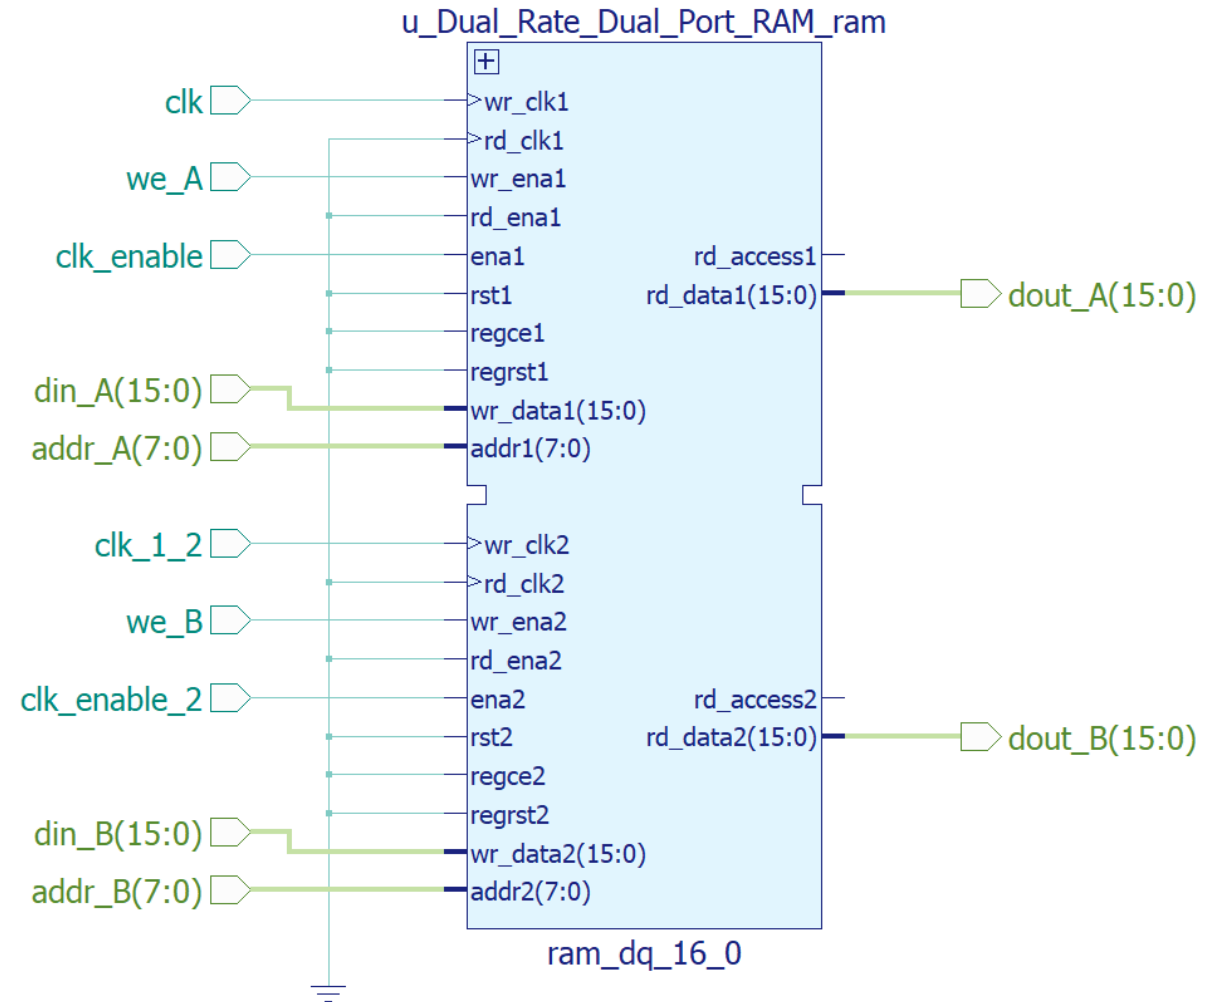 u_Dual_Rate_Dual_Port_RAM_ram
clk
wr_clk1
rd_clk1
we_A
wr_ena1
rd_ena1
clk_enable
ena1
rd_access1
rst1
rd_data1(15:0)
dout_A(15:0)
regce1
regrst1
din_A(15:0)
wr_data1(15:0)
addr_A(7:0)
addr1(7:0)
clk_1_2
wr_clk2
rd_clk2
we_B
wr_ena2
rd_ena2
clk_enable_2
ena2
rd_access2
rst2
rd_data2(15:0)
dout_B(15:0)
regce2
regrst2
din_B(15:0)
wr_data2(15:0)
addr_B(7:0)
addr2(7:0)
ram_dq_16_0